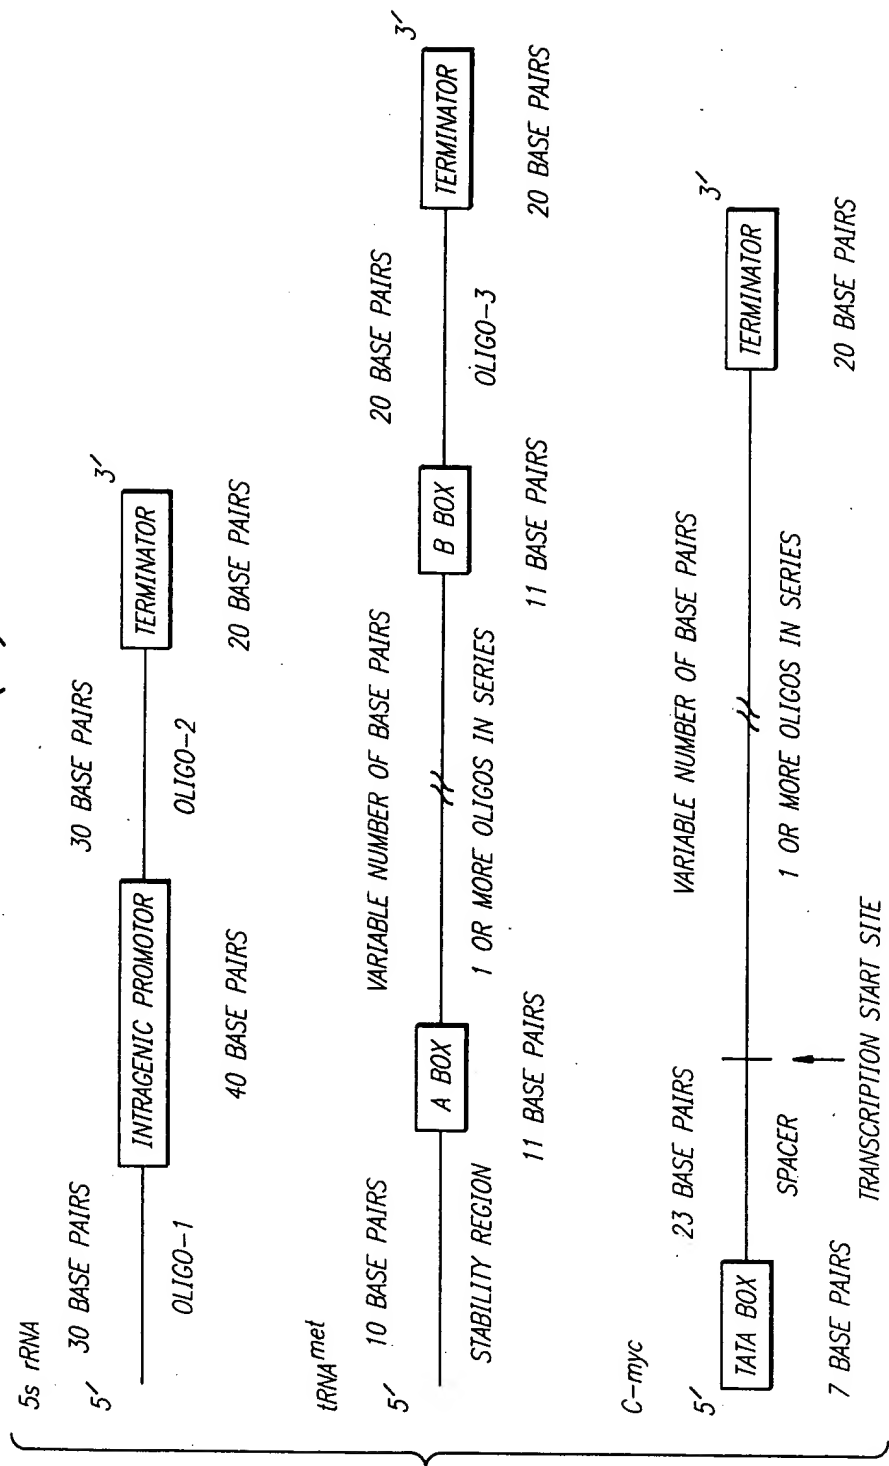 5s rRNA
5′ 30 BASE PAIRS 30 BASE PAIRS 3′
INTRAGENIC PROMOTOR TERMINATOR
OLIGO-1 OLIGO-2
40 BASE PAIRS 20 BASE PAIRS
tRNAmet
5′ 10 BASE PAIRS VARIABLE NUMBER OF BASE PAIRS 20 BASE PAIRS 3′
A BOX B BOX TERMINATOR
STABILITY REGION 1 OR MORE OLIGOS IN SERIES OLIGO-3
11 BASE PAIRS 11 BASE PAIRS 20 BASE PAIRS
C-myc
5′ 23 BASE PAIRS VARIABLE NUMBER OF BASE PAIRS 3′
TATA BOX TERMINATOR
SPACER 1 OR MORE OLIGOS IN SERIES
7 BASE PAIRS 20 BASE PAIRS
TRANSCRIPTION START SITE